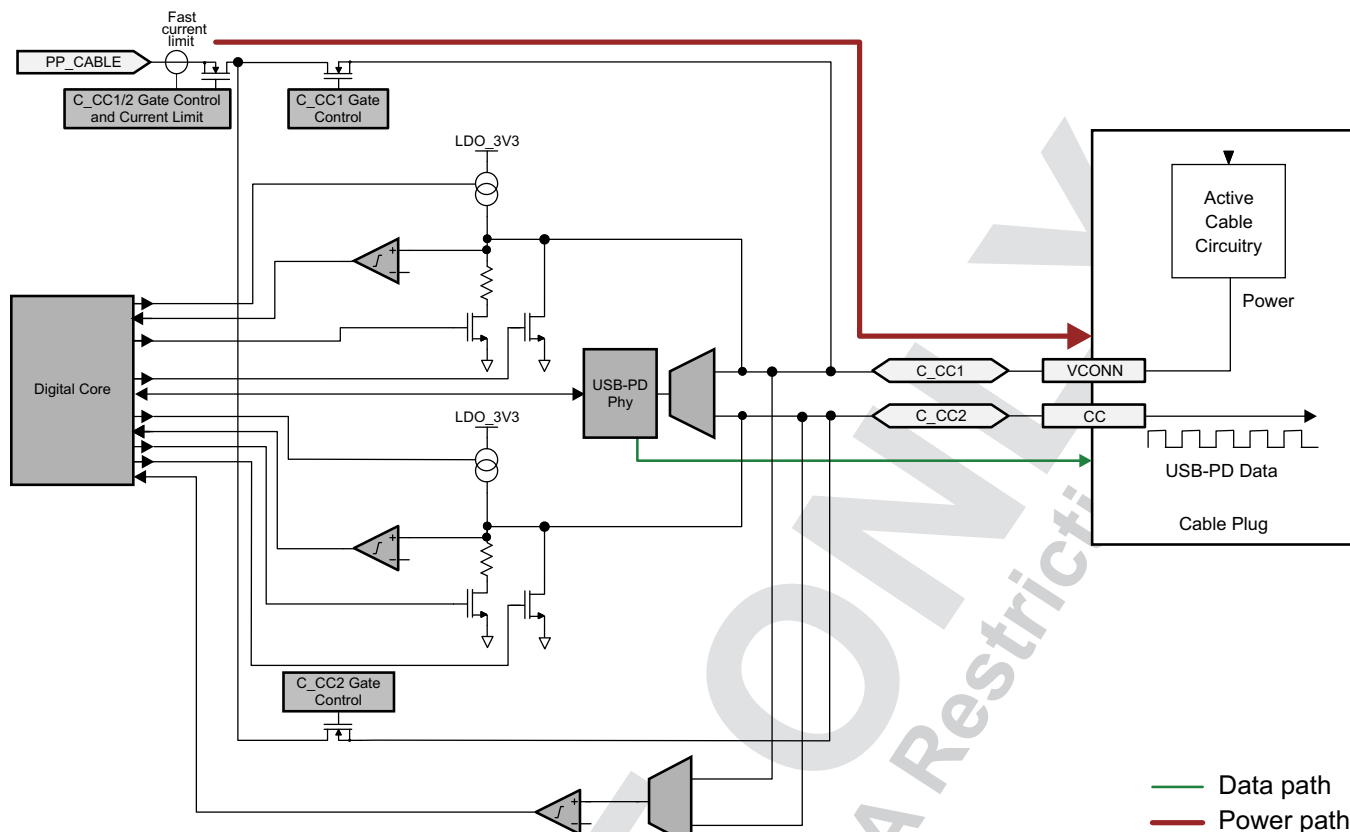 Fast
current
limit
PP_CABLE
C_CC1/2 Gate Control
and Current Limit
C_CC1 Gate
Control
LDO_3V3
Active
Cable
Circuitry
Power
Digital Core
USB-PD
Phy
C_CC1
VCONN
C_CC2
CC
LDO_3V3
USB-PD Data
Cable Plug
C_CC2 Gate
Control
+
−
+
−
+
−
Data path
Power path
ONLY
A Restricti